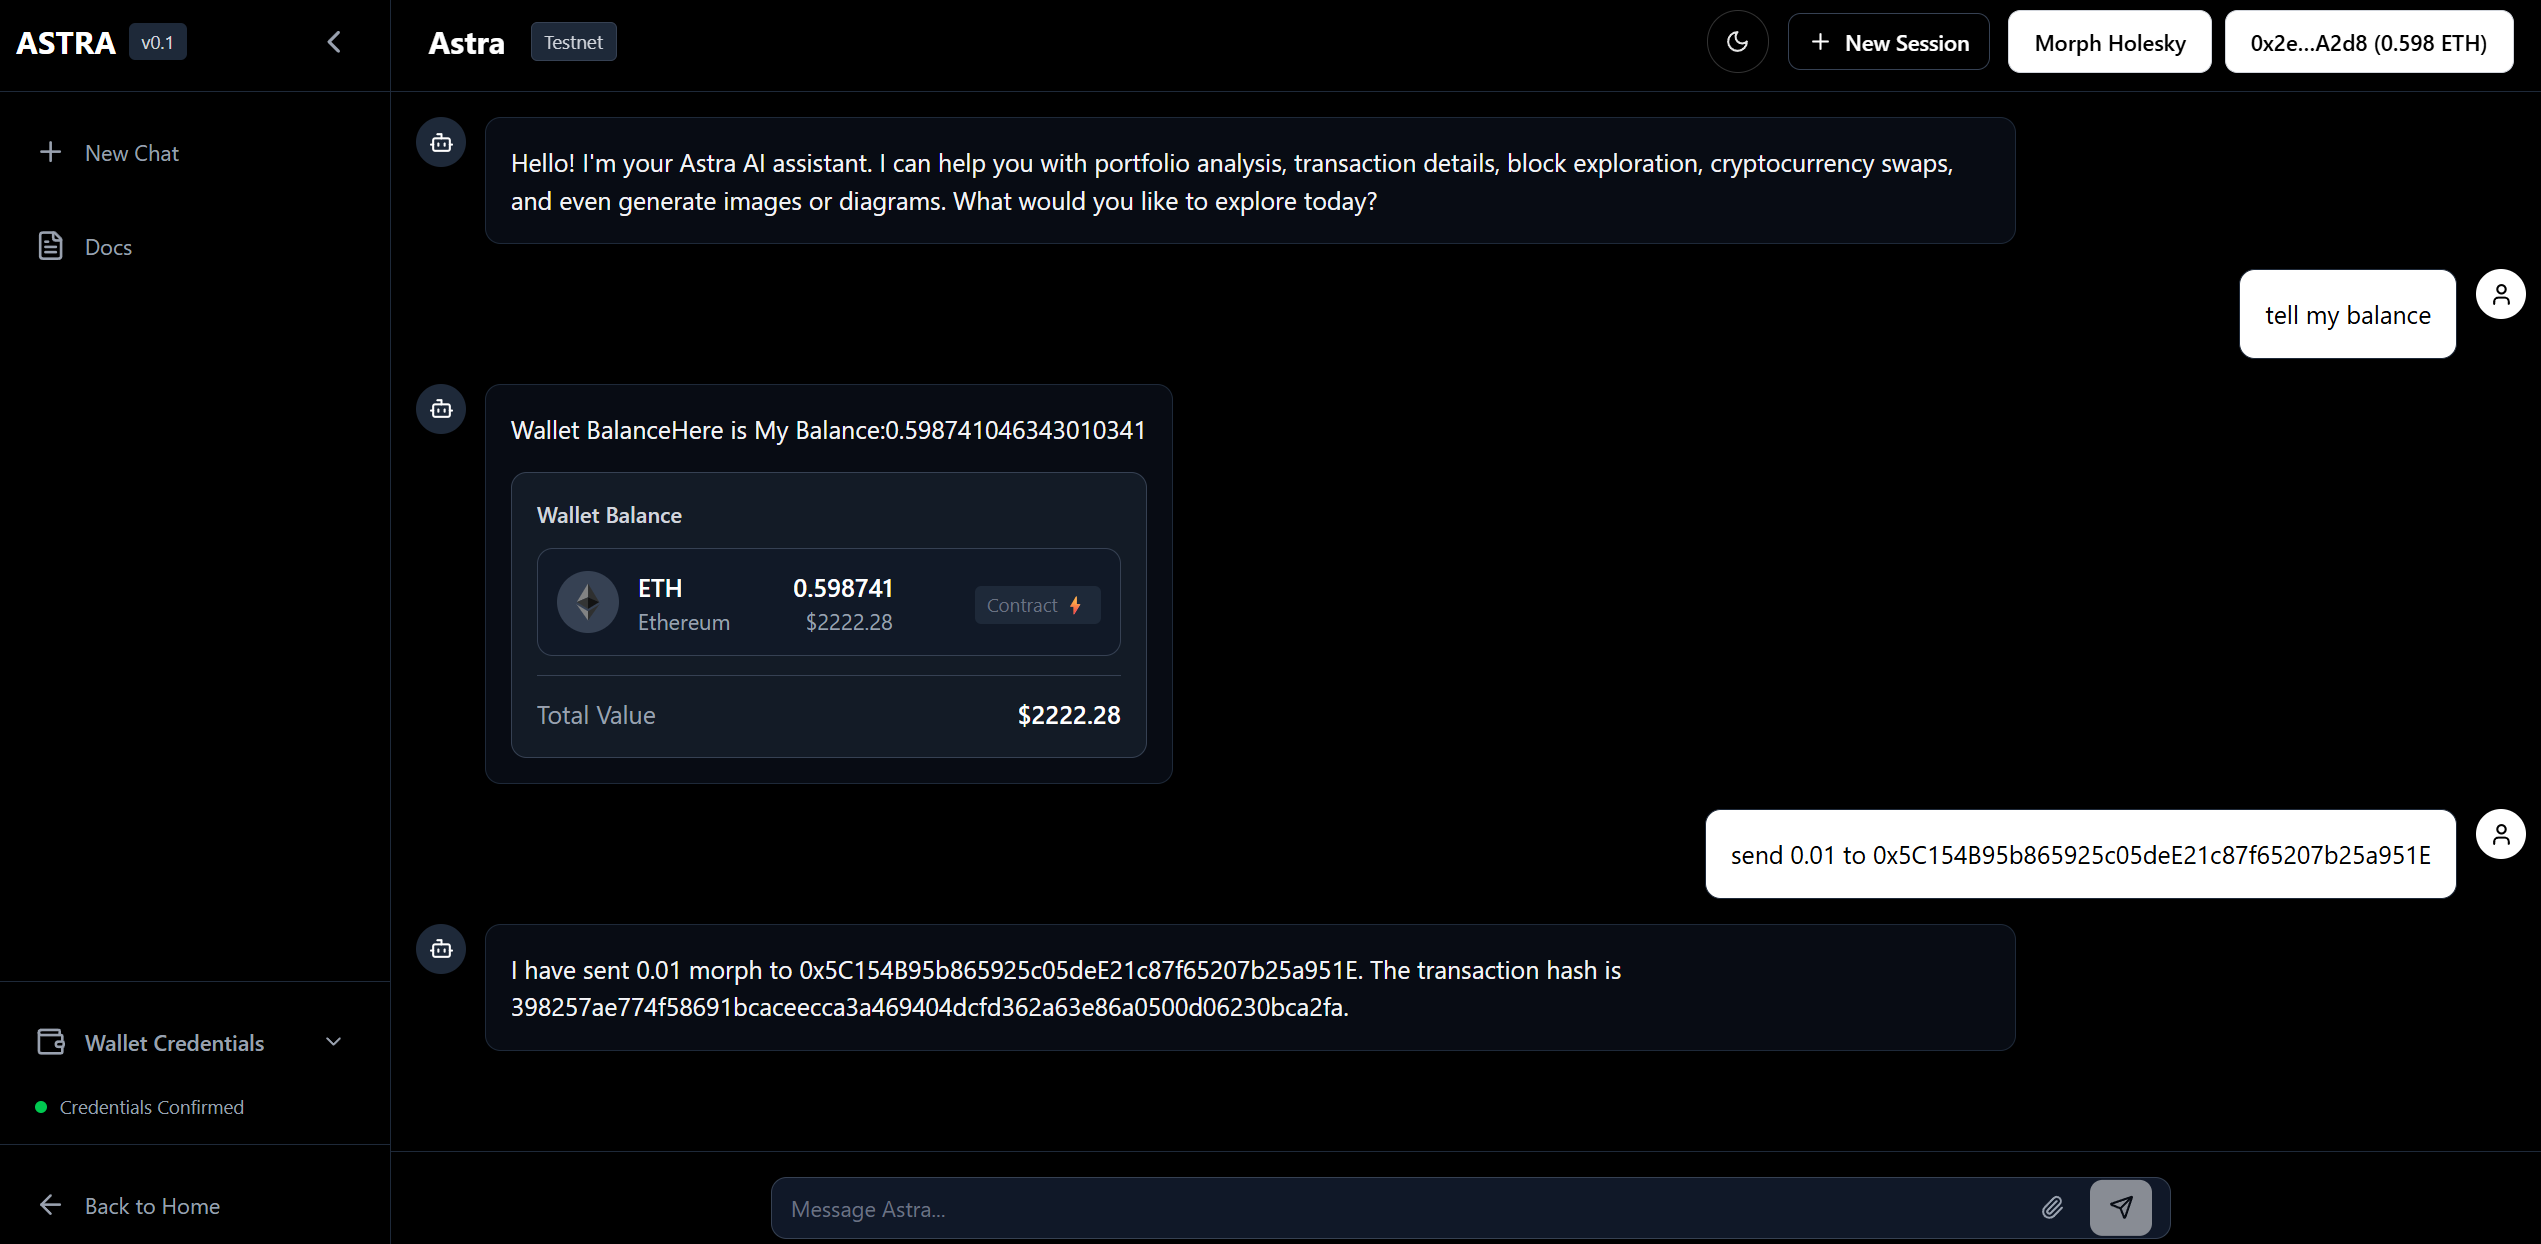 ASTRA v0.1
Astra Testnet
New Session
Morph Holesky
0x2e...A2d8 (0.598 ETH)
New Chat
Docs
Hello! I'm your Astra AI assistant. I can help you with portfolio analysis, transaction details, block exploration, cryptocurrency swaps,
and even generate images or diagrams. What would you like to explore today?
tell my balance
Wallet BalanceHere is My Balance:0.598741046343010341
Wallet Balance
ETH 0.598741
Ethereum $2222.28
Contract
Total Value $2222.28
send 0.01 to 0x5C154B95b865925c05deE21c87f65207b25a951E
I have sent 0.01 morph to 0x5C154B95b865925c05deE21c87f65207b25a951E. The transaction hash is
398257ae774f58691bcaceecca3a469404dcfd362a63e86a0500d06230bca2fa.
Wallet Credentials
Credentials Confirmed
Back to Home
Message Astra...